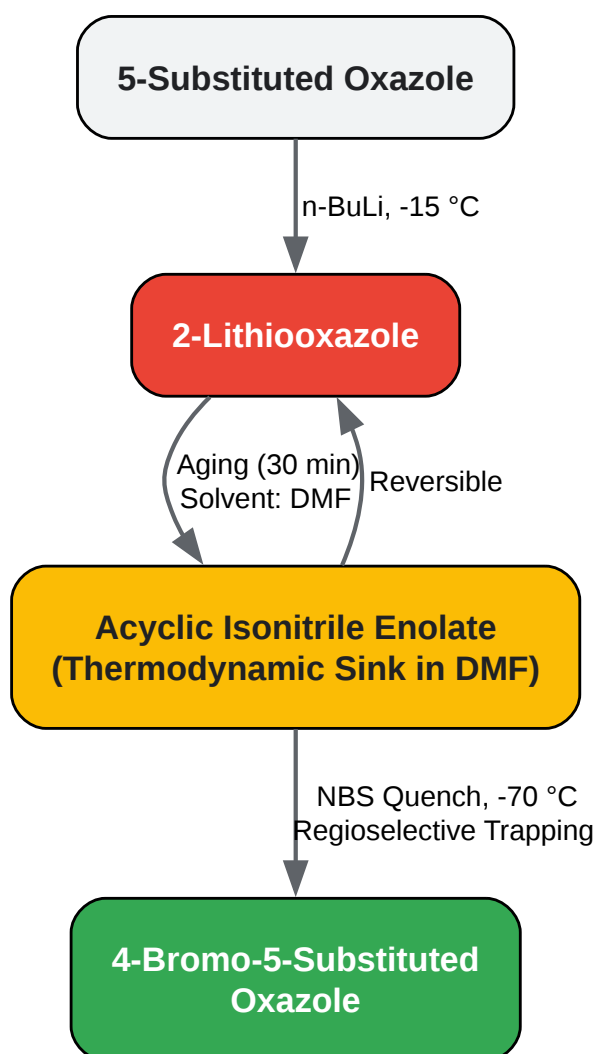 5-Substituted Oxazole
n-BuLi, -15 °C
2-Lithiooxazole
Aging (30 min)
Solvent: DMF
Reversible
Acyclic Isonitrile Enolate
(Thermodynamic Sink in DMF)
NBS Quench, -70 °C
Regioselective Trapping
4-Bromo-5-Substituted
Oxazole